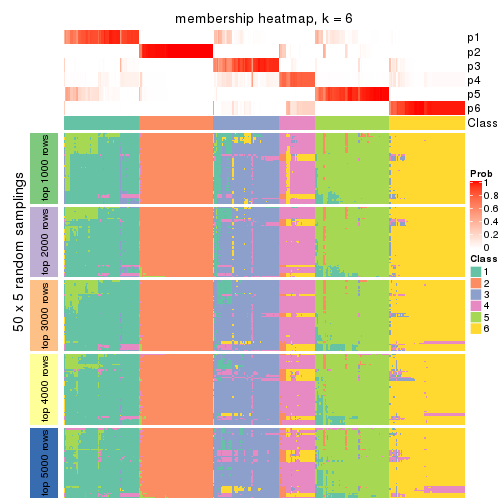 membership heatmap, k = 6
p1
p2
p3
p4
p5
p6
Class
50 x 5 random samplings
top 1000 rows
top 2000 rows
top 3000 rows
top 4000 rows
top 5000 rows
Prob
1
0.8
0.6
0.4
0.2
0
Class
1
2
3
4
5
6